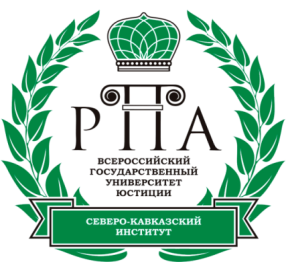 РПА
ВСЕРОССИЙСКИЙ
ГОСУДАРСТВЕННЫЙ
УНИВЕРСИТЕТ
ЮСТИЦИИ
СЕВЕРО-КАВКАЗСКИЙ
ИНСТИТУТ